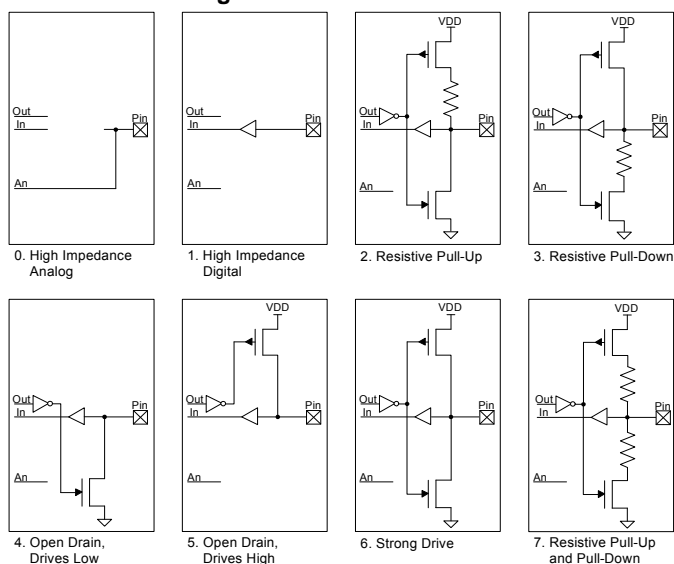 VDD
VDD
Out
In
Pin
An
Out
In
Pin
An
Out
In
Pin
An
Out
In
Pin
An
0. High Impedance
Analog
1. High Impedance
Digital
2. Resistive Pull-Up
3. Resistive Pull-Down
VDD
VDD
VDD
Out
In
Pin
An
Out
In
Pin
An
Out
In
Pin
An
Out
In
Pin
An
4. Open Drain,
Drives Low
5. Open Drain,
Drives High
6. Strong Drive
7. Resistive Pull-Up
and Pull-Down